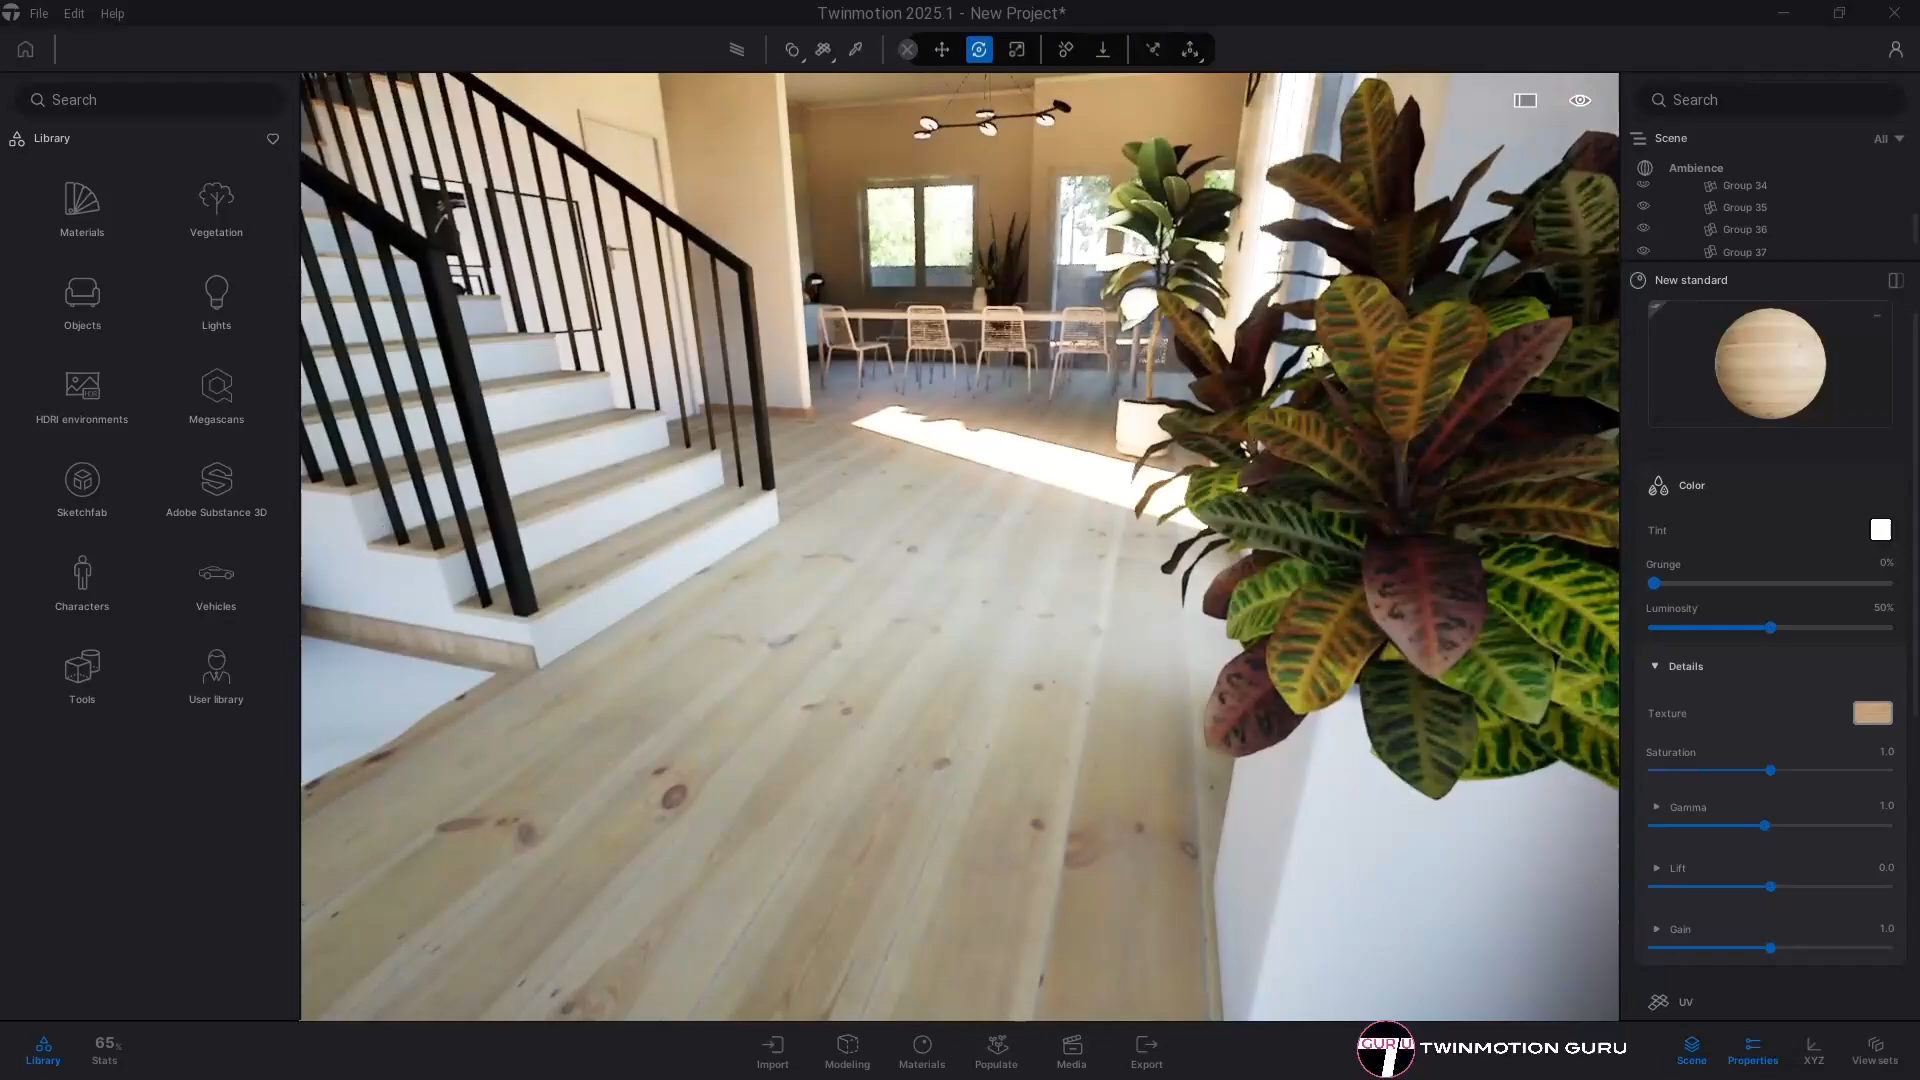 File Edit Help
Twinmotion 2025.1 - New Project*
Search
Library
Materials
Vegetation
Objects
Lights
HDRI environments
Megascans
Sketchfab
Adobe Substance 3D
Characters
Vehicles
Tools
User library
Search
Scene
All
Ambience
Group 34
Group 35
Group 36
Group 37
New standard
Color
Tint
Grunge 0%
Luminosity 50%
Details
Texture
Saturation 1.0
Gamma 1.0
Lift 0.0
Gain 1.0
UV
Library
65%
Stats
Import
Modeling
Materials
Populate
Media
Export
GURU
TWINMOTION GURU
Scene
Properties
XYZ
View sets